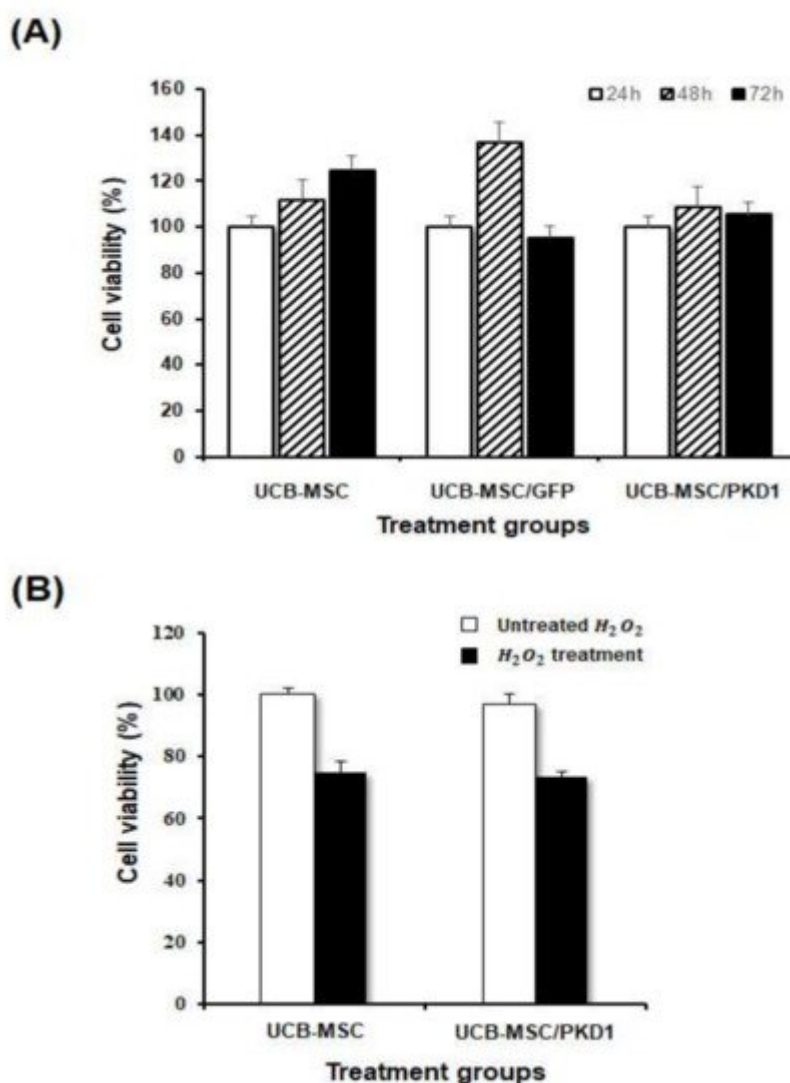 (A)
160
140
120
100
80
60
40
20
0
Cell viability (%)
24h 48h 72h
UCB-MSC UCB-MSC/GFP UCB-MSC/PKD1
Treatment groups
(B)
120
100
80
60
40
20
0
Cell viability (%)
Untreated H₂O₂
H₂O₂ treatment
UCB-MSC UCB-MSC/PKD1
Treatment groups